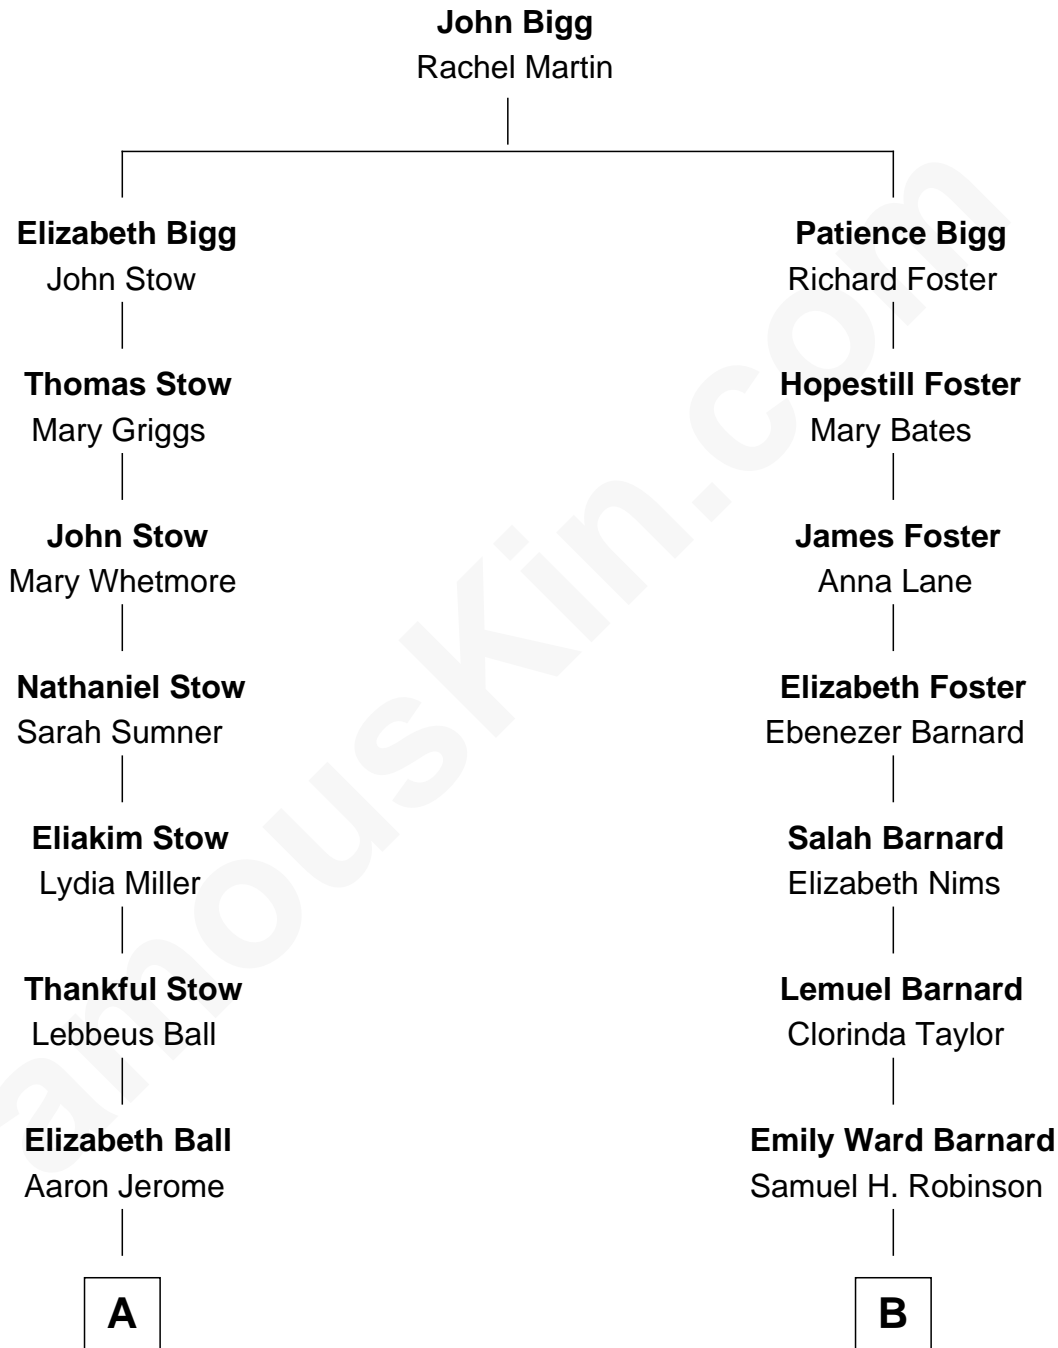 John Bigg
Rachel Martin
Elizabeth Bigg
John Stow
Patience Bigg
Richard Foster
Thomas Stow
Mary Griggs
Hopestill Foster
Mary Bates
John Stow
Mary Whetmore
James Foster
Anna Lane
Nathaniel Stow
Sarah Sumner
Elizabeth Foster
Ebenezer Barnard
Eliakim Stow
Lydia Miller
Salah Barnard
Elizabeth Nims
Thankful Stow
Lebbeus Ball
Lemuel Barnard
Clorinda Taylor
Elizabeth Ball
Aaron Jerome
Emily Ward Barnard
Samuel H. Robinson
A
B
amouskin.com